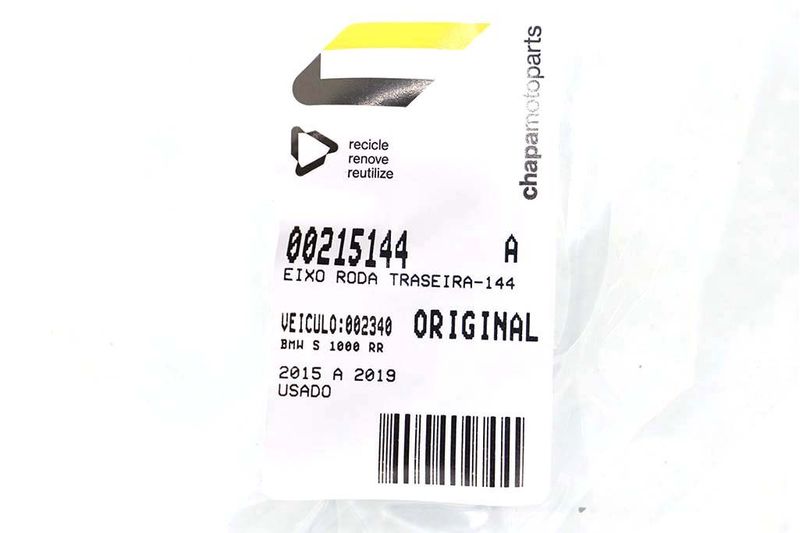 chapamotoparts
recicle
renove
reutilize
00215144 A
EIXO RODA TRASEIRA-144
VEICULO:002340 ORIGINAL
BMW S 1000 RR
2015 A 2019
USADO